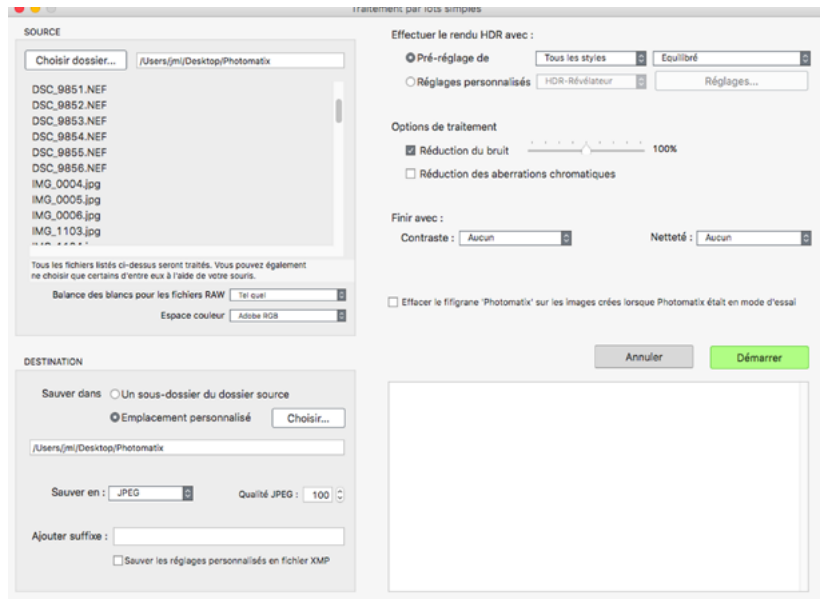 Traitement par lots simples
SOURCE
Choisir dossier... /Users/jml/Desktop/Photomatix
DSC_9851.NEF
DSC_9852.NEF
DSC_9853.NEF
DSC_9854.NEF
DSC_9855.NEF
DSC_9856.NEF
IMG_0004.jpg
IMG_0005.jpg
IMG_0006.jpg
IMG_1103.jpg
Tous les fichiers listés ci-dessus seront traités. Vous pouvez également
ne choisir que certains d'entre eux à l'aide de votre souris.
Balance des blancs pour les fichiers RAW Tel quel
Espace couleur Adobe RGB
DESTINATION
Sauver dans Un sous-dossier du dossier source
Emplacement personnalisé Choisir...
/Users/jml/Desktop/Photomatix
Sauver en : JPEG Qualité JPEG : 100
Ajouter suffixe :
Sauver les réglages personnalisés en fichier XMP
Effectuer le rendu HDR avec :
Pré-réglage de Tous les styles Equilibré
Réglages personnalisés HDR-Révélateur Réglages...
Options de traitement
Réduction du bruit 100%
Réduction des aberrations chromatiques
Finir avec :
Contraste : Aucun Netteté : Aucun
Effacer le fifigrane 'Photomatix' sur les images crées lorsque Photomatix était en mode d'essai
Annuler Démarrer